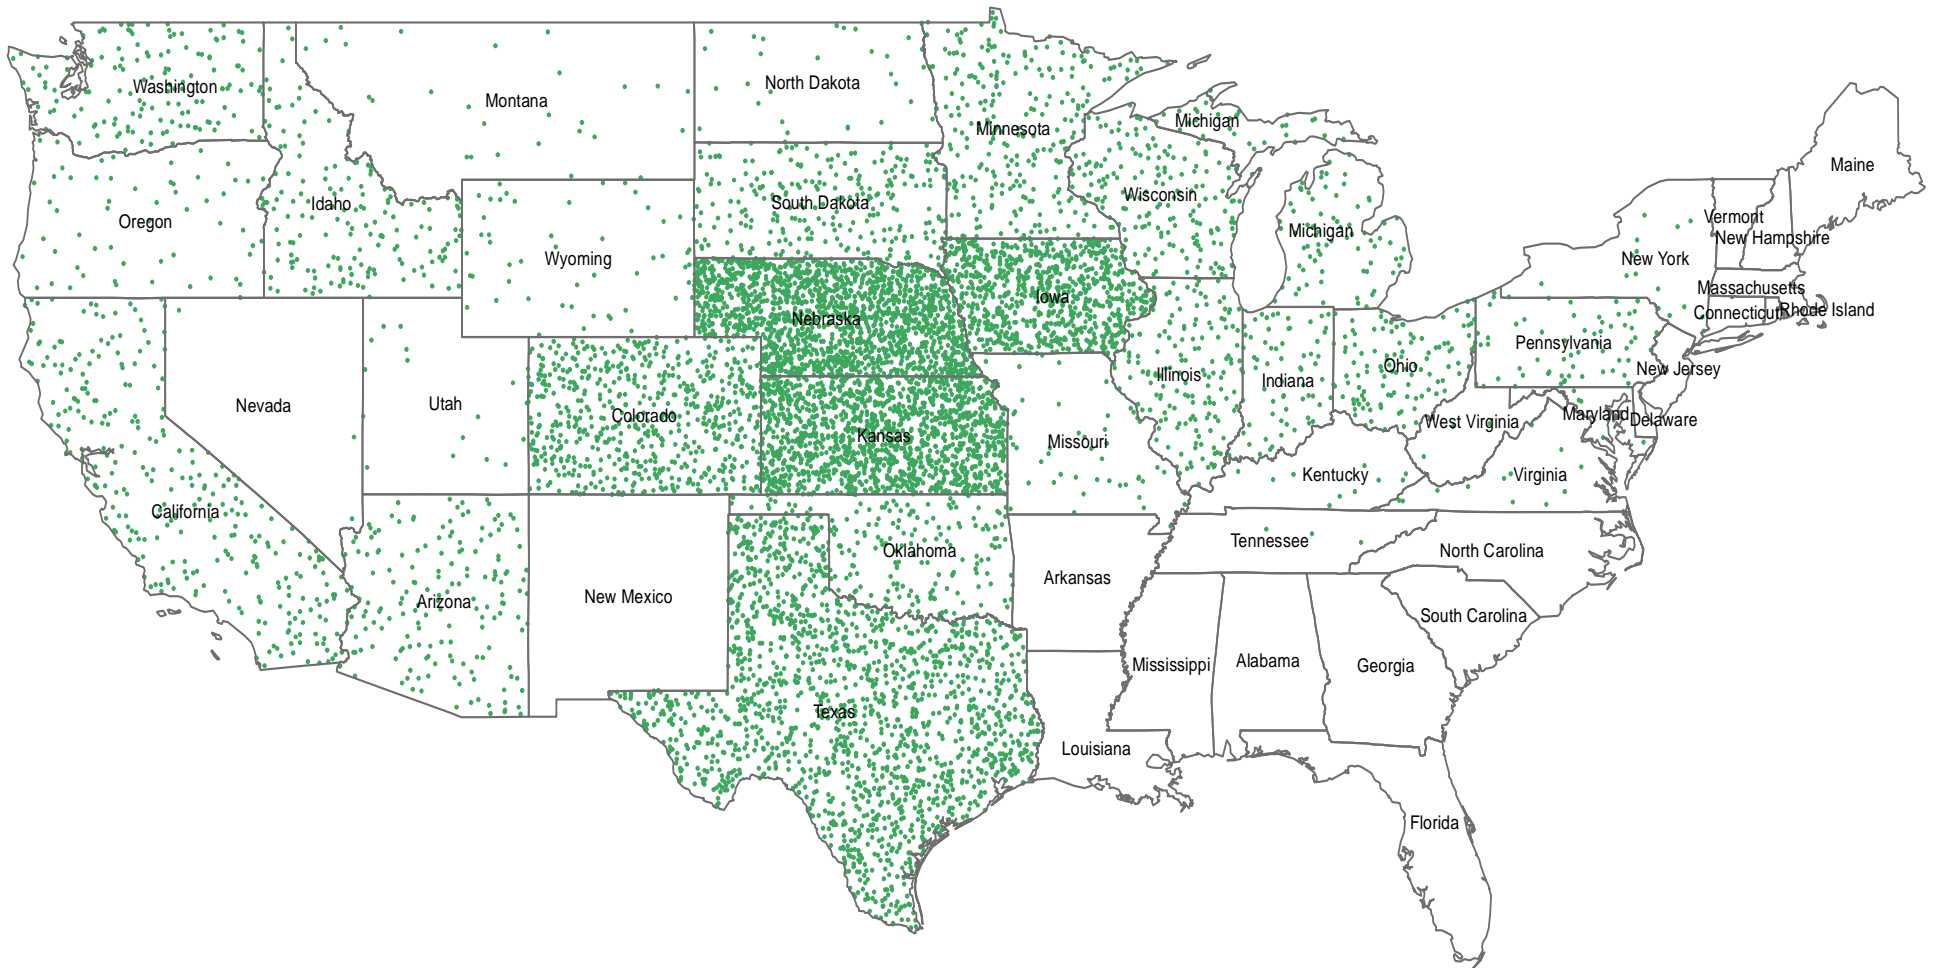 Washington
Montana
North Dakota
Minnesota
Michigan
Maine
Oregon
Idaho
South Dakota
Wisconsin
Michigan
Vermont
New Hampshire
Wyoming
New York
Massachusetts
Connecticut
Rhode Island
Nebraska
Iowa
Pennsylvania
New Jersey
Nevada
Utah
Colorado
Kansas
Missouri
Illinois
Indiana
Ohio
West Virginia
Maryland
Delaware
Kentucky
Virginia
California
Arizona
New Mexico
Oklahoma
Arkansas
Tennessee
North Carolina
South Carolina
Texas
Mississippi
Alabama
Georgia
Louisiana
Florida